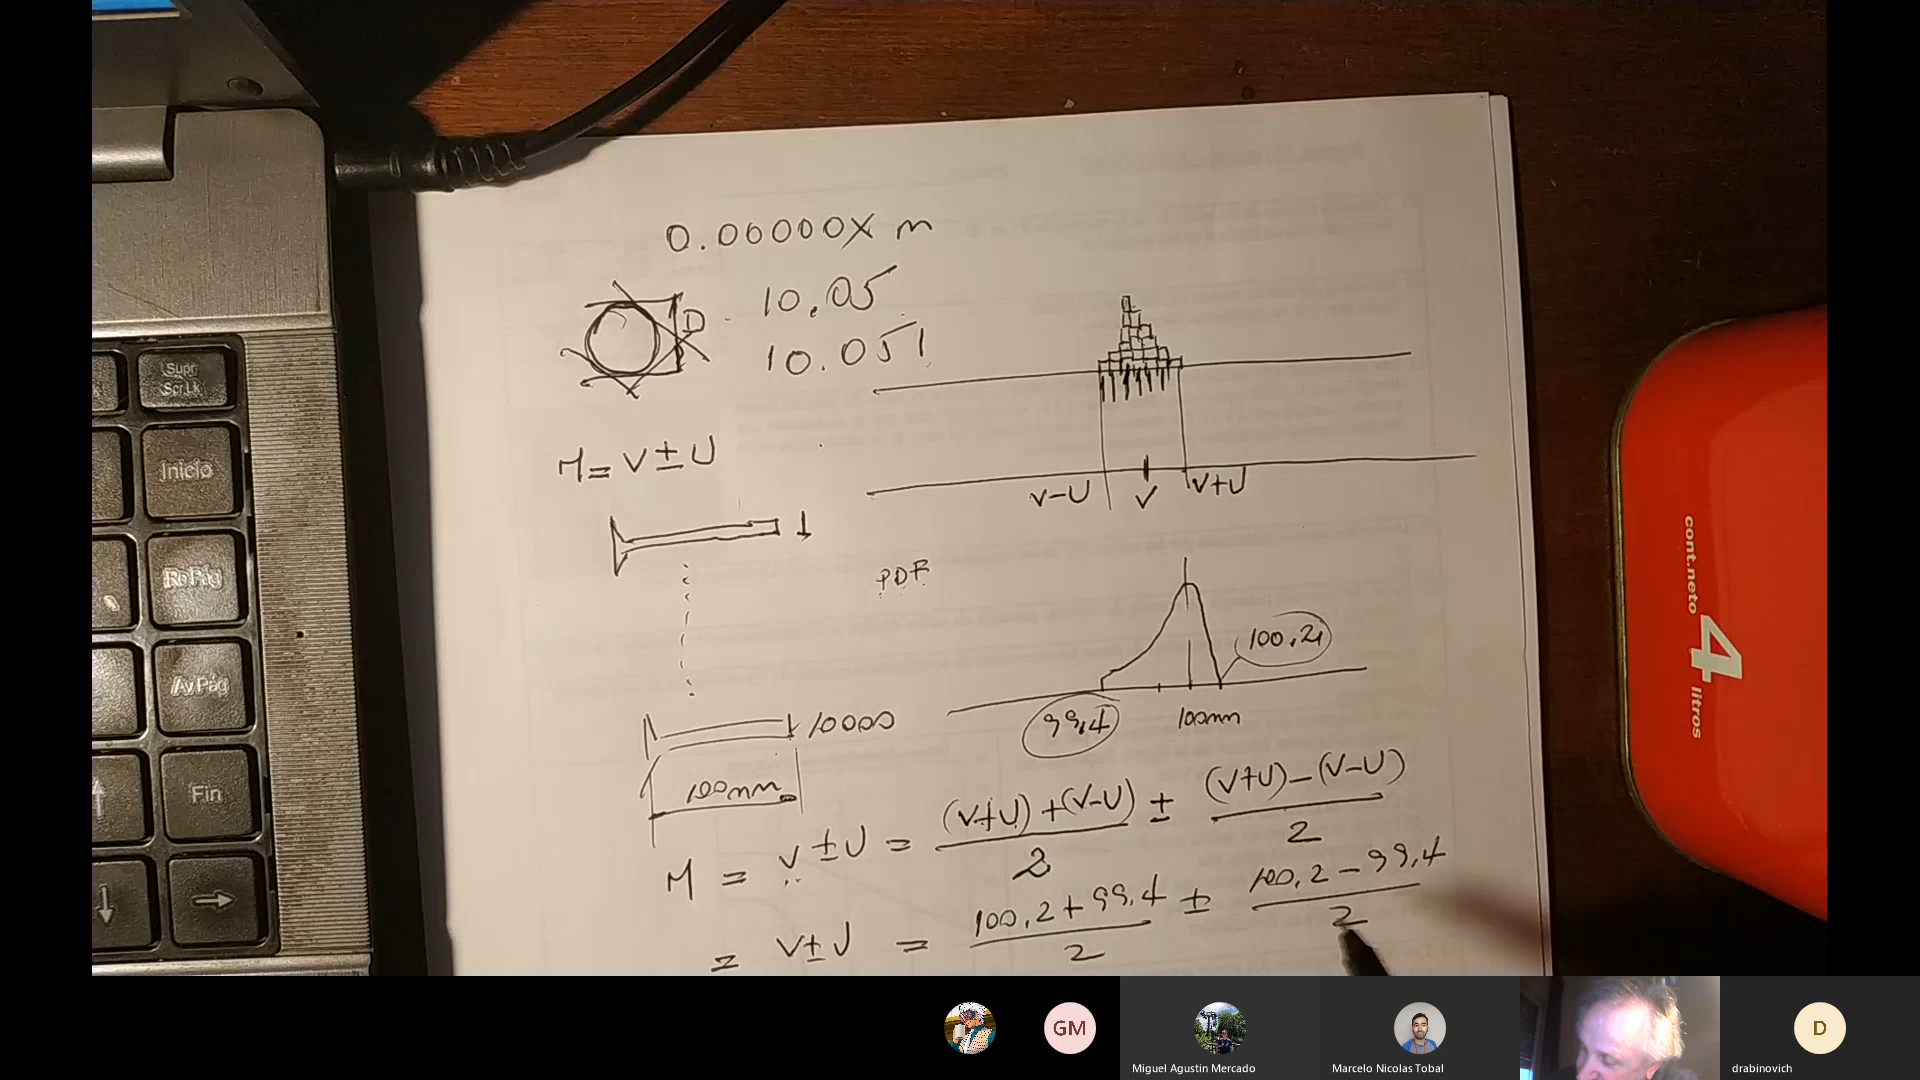 0.00000X m
D
10,05
10.051
M = V ± U
V-U
V
V+U
1
PDF
100,2
99,4
100mm
10000
100mm
M = V ± U = (V+U) + (V-U) / 2 ± (V+U) - (V-U) / 2
= V ± U = 100,2 + 99,4 / 2 ± 100,2 - 99,4 / 2
Supr
Scr Lk
Inicio
RePág
AvPág
Fin
cont.neto
4
litros
GM
Miguel Agustin Mercado
Marcelo Nicolas Tobal
D
drabinovich